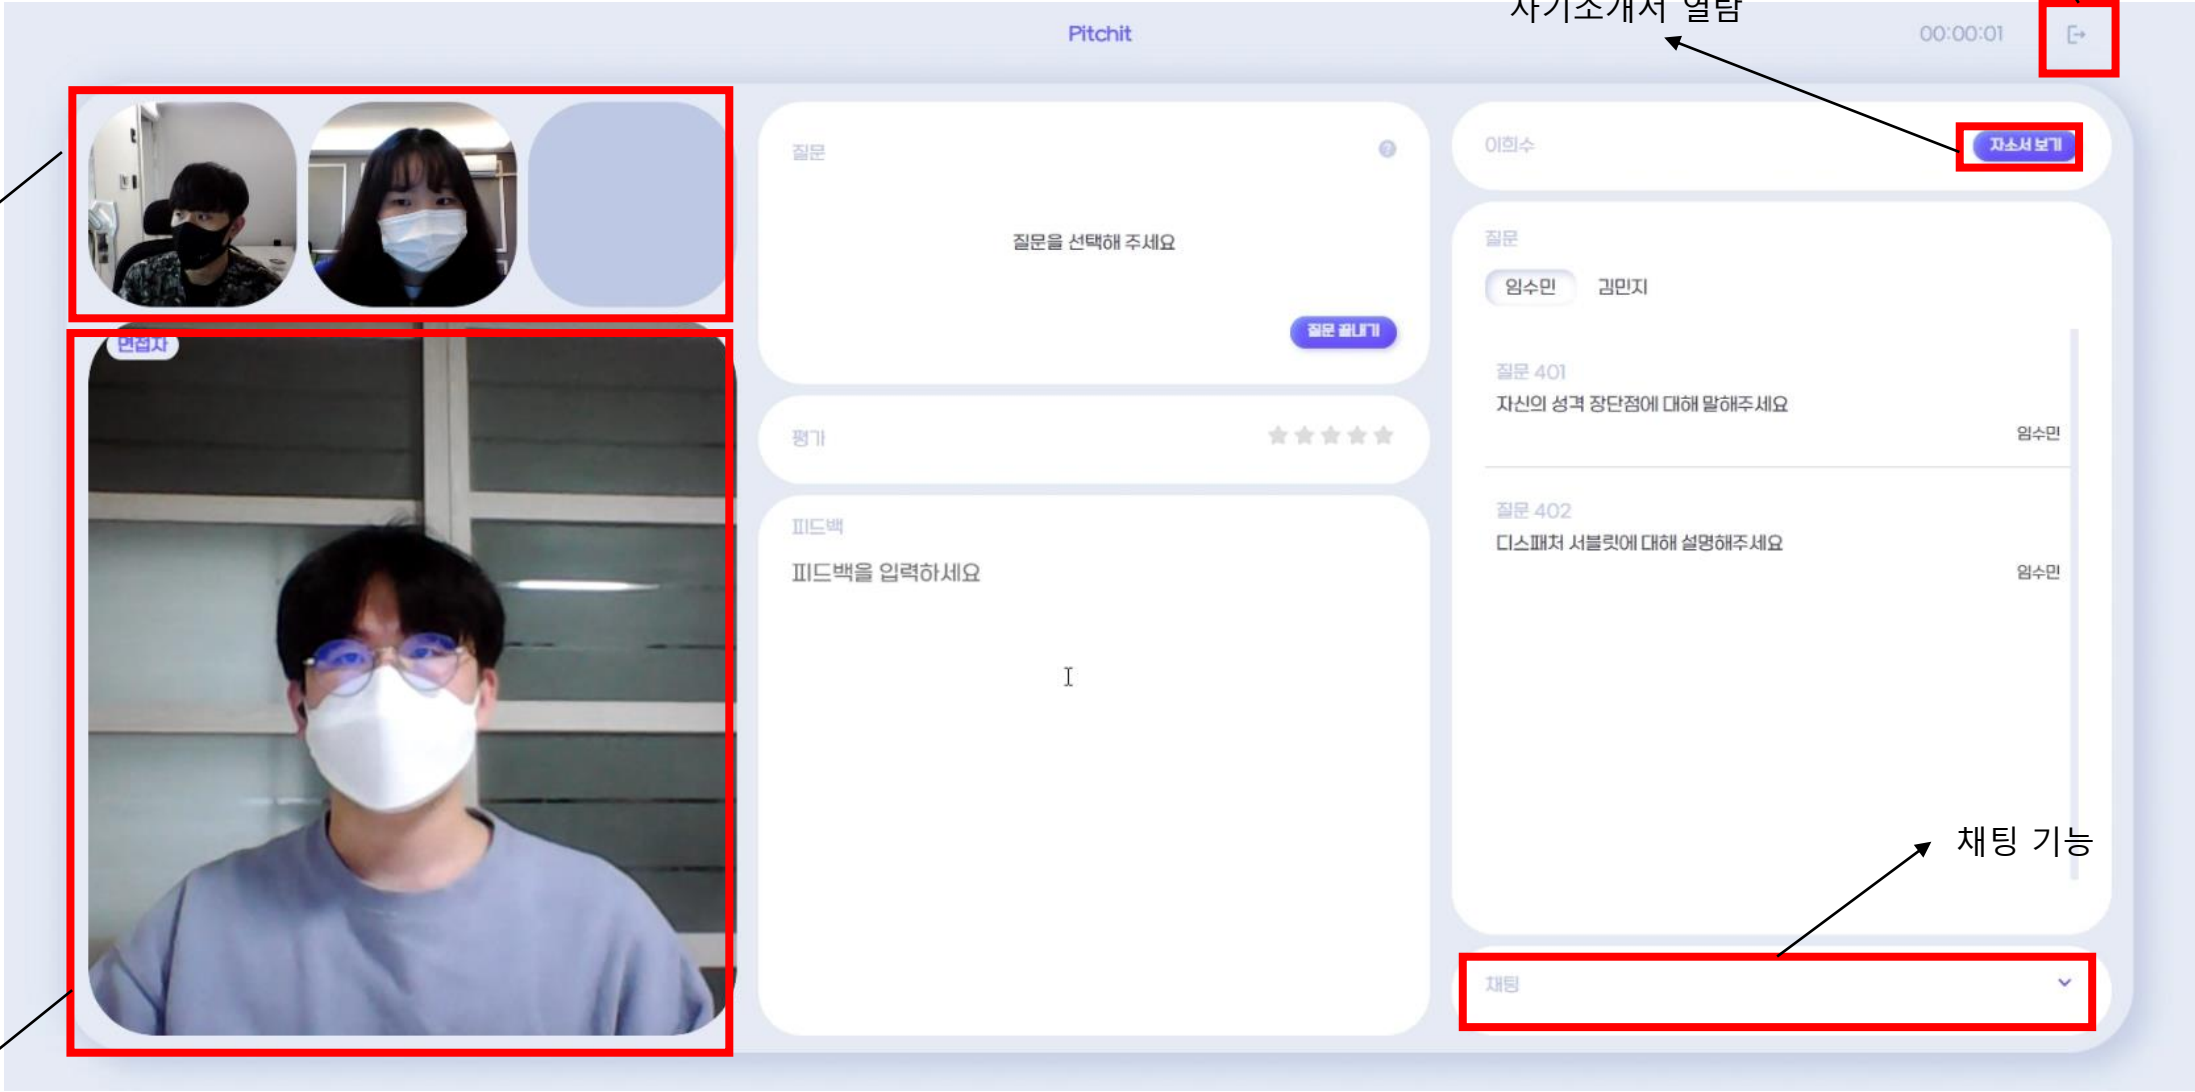 자기소개서 열람
Pitchit
00:00:01
면접자
질문
질문을 선택해 주세요
질문 끝내기
평가
피드백
피드백을 입력하세요
이희수
자소서 보기
질문
임수민 김민지
질문 401
자신의 성격 장단점에 대해 말해주세요
임수민
질문 402
디스패처 서블릿에 대해 설명해주세요
임수민
채팅 기능
채팅